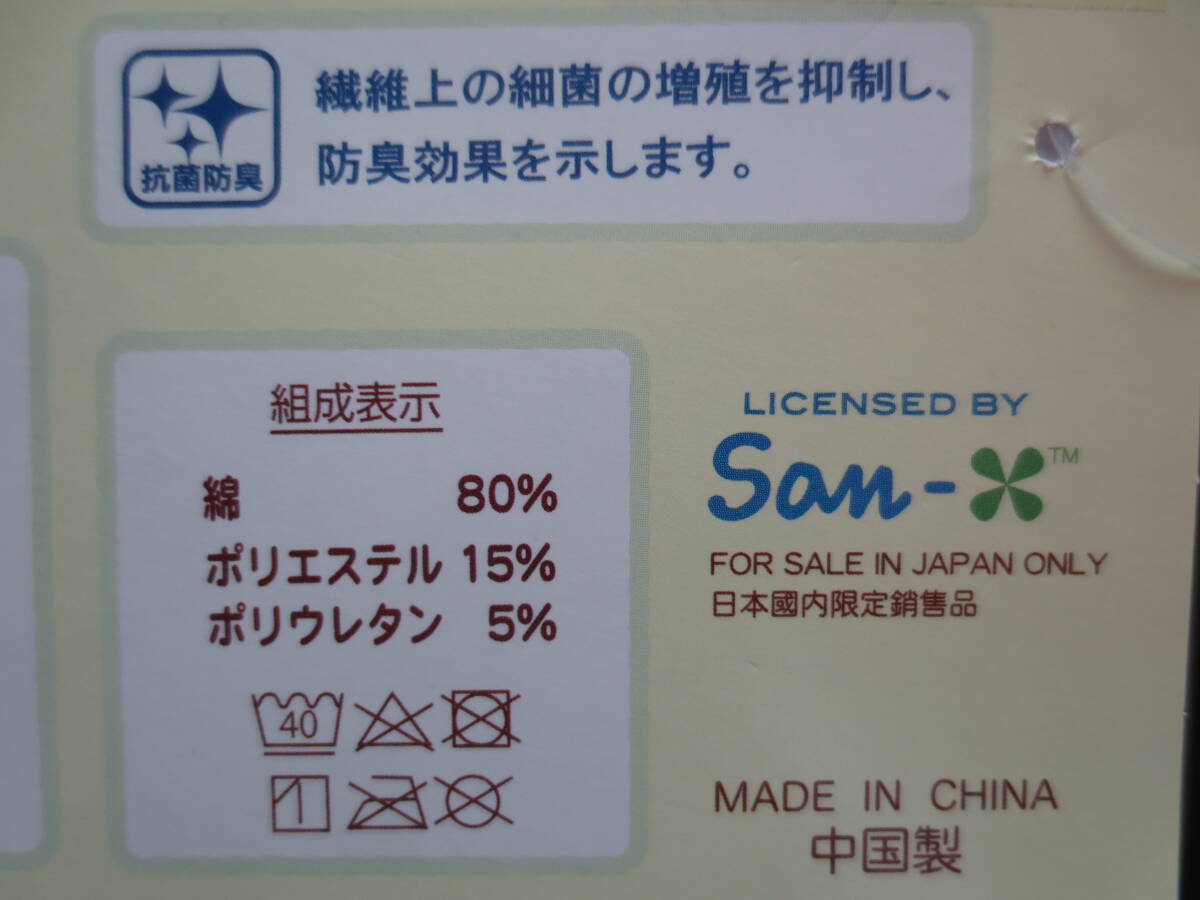 抗菌防臭
繊維上の細菌の増殖を抑制し、
防臭効果を示します。
組成表示
綿 80%
ポリエステル 15%
ポリウレタン 5%
40
LICENSED BY
San-X™
FOR SALE IN JAPAN ONLY
日本國内限定銷售品
MADE IN CHINA
中国製